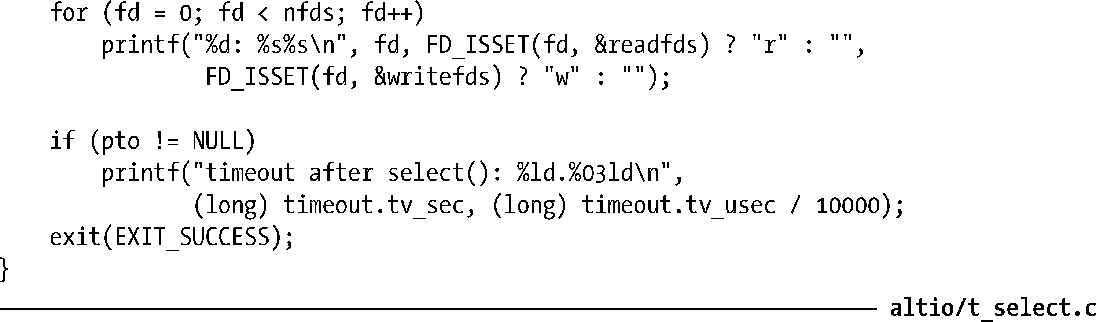 for (fd = 0; fd < nfds; fd++)
printf("%d: %s%s\n", fd, FD_ISSET(fd, &readfds) ? "r" : "",
FD_ISSET(fd, &writefds) ? "w" : "");
if (pto != NULL)
printf("timeout after select(): %ld.%03ld\n",
(long) timeout.tv_sec, (long) timeout.tv_usec / 10000);
exit(EXIT_SUCCESS);
}
altio/t_select.c